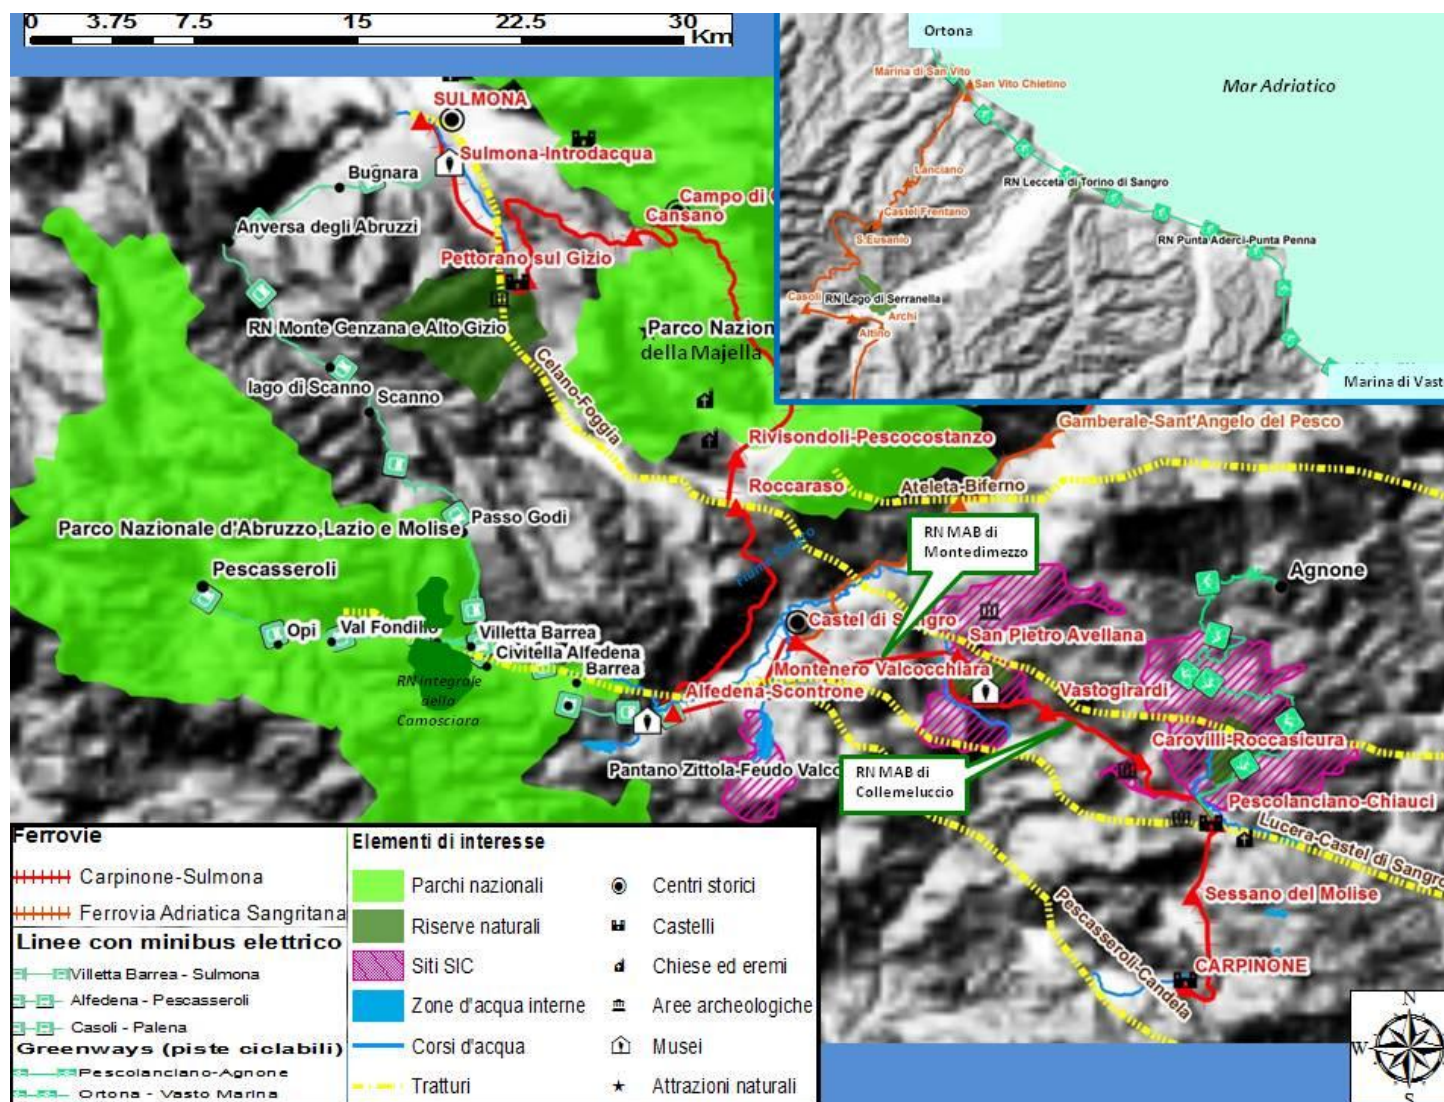 0 3.75 7.5 15 22.5 30
Km
Ortona
Marina di San Vito
San Vito Chietino
Mar Adriatico
Lanciano
RN Lecceta di Torino di Sangro
Castel Frentano
S.Eusanio
RN Punta Aderci-Punta Penna
Casoli
RN Lago di Serranella
Archi
Altino
Marina di Vast
SULMONA
Sulmona-Introdacqua
Bugnara
Campo di
Cansano
Anversa degli Abruzzi
Pettorano sul Gizio
RN Monte Genzana e Alto Gizio
Parco Nazion
della Majella
Celano-Foggia
lago di Scanno
Scanno
Gamberale-Sant'Angelo del Pesco
Rivisondoli-Pescocostanzo
Roccaraso
Ateleta-Biferno
Passo Godi
Parco Nazionale d'Abruzzo,Lazio e Molise
RN MAB di
Montedimezzo
Pescasseroli
Agnone
Opi
Val Fondillo
Villetta Barrea
Civitella Alfedena
Barrea
Castel di Sangro
San Pietro Avellana
Montenero Valcocchiara
RN integrale
della
Camosciara
Alfedena-Scontrone
Vastogirardi
Carovilli-Roccasicura
Pantano Zittola-Feudo Valco
RN MAB di
Collemeluccio
Pescolanciano-Chiauci
Lucera-Castel di Sangro
Pescasseroli-Candela
Sessano del Molise
CARPINONE
Ferrovie
Carpinone-Sulmona
Ferrovia Adriatica Sangritana
Linee con minibus elettrico
Villetta Barrea - Sulmona
Alfedena - Pescasseroli
Casoli - Palena
Greenways (piste ciclabili)
Pescolanciano-Agnone
Ortona - Vasto Marina
Elementi di interesse
Parchi nazionali
Riserve naturali
Siti SIC
Zone d'acqua interne
Corsi d'acqua
Tratturi
Centri storici
Castelli
Chiese ed eremi
Aree archeologiche
Musei
Attrazioni naturali
N
W
S